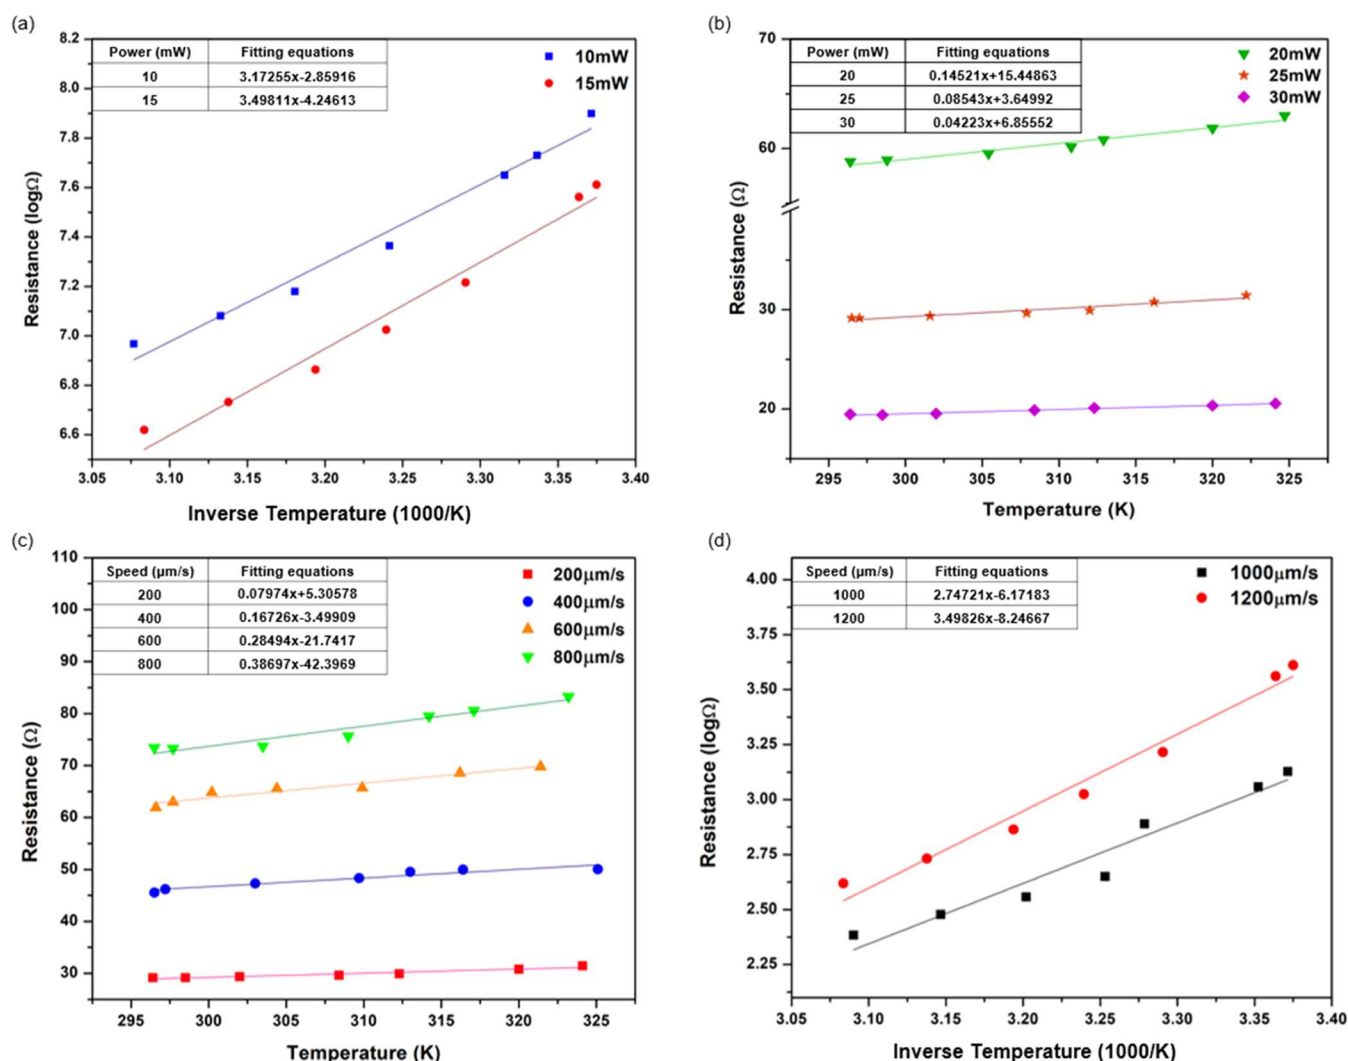 (a)
8.2
8.0
7.8
7.6
7.4
7.2
7.0
6.8
6.6
Resistance (logΩ)
Power (mW) Fitting equations
10 3.17255x-2.85916
15 3.49811x-4.24613
10mW
15mW
3.05 3.10 3.15 3.20 3.25 3.30 3.35 3.40
Inverse Temperature (1000/K)
(b)
70
60
30
20
Resistance (Ω)
Power (mW) Fitting equations
20 0.14521x+15.44863
25 0.08543x+3.64992
30 0.04223x+6.85552
20mW
25mW
30mW
295 300 305 310 315 320 325
Temperature (K)
(c)
110
100
90
80
70
60
50
40
30
Resistance (Ω)
Speed (μm/s) Fitting equations
200 0.07974x+5.30578
400 0.16726x-3.49909
600 0.28494x-21.7417
800 0.38697x-42.3969
200μm/s
400μm/s
600μm/s
800μm/s
295 300 305 310 315 320 325
Temperature (K)
(d)
4.00
3.75
3.50
3.25
3.00
2.75
2.50
2.25
Resistance (logΩ)
Speed (μm/s) Fitting equations
1000 2.74721x-6.17183
1200 3.49826x-8.24667
1000μm/s
1200μm/s
3.05 3.10 3.15 3.20 3.25 3.30 3.35 3.40
Inverse Temperature (1000/K)